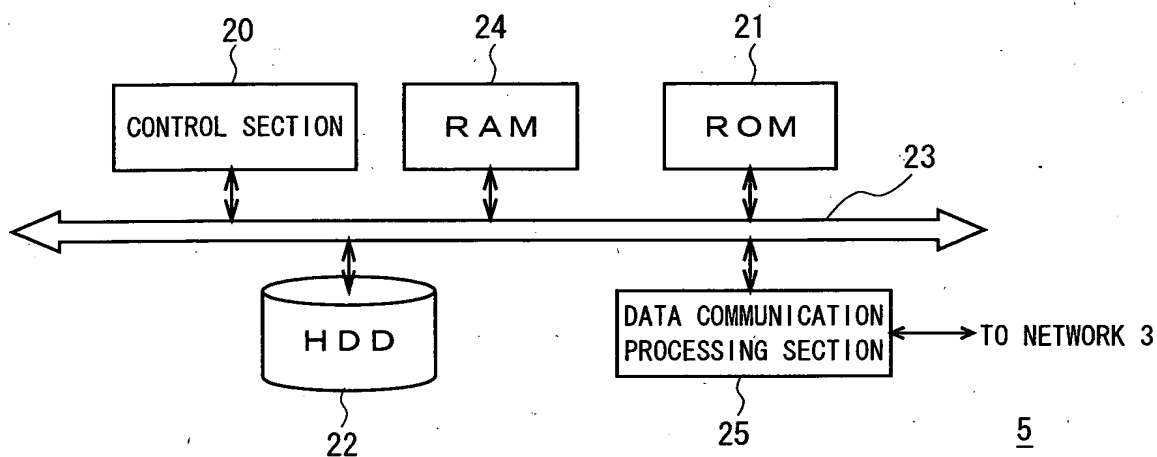 20
24
21
CONTROL SECTION
RAM
ROM
23
HDD
DATA COMMUNICATION
PROCESSING SECTION
TO NETWORK 3
22
25
5